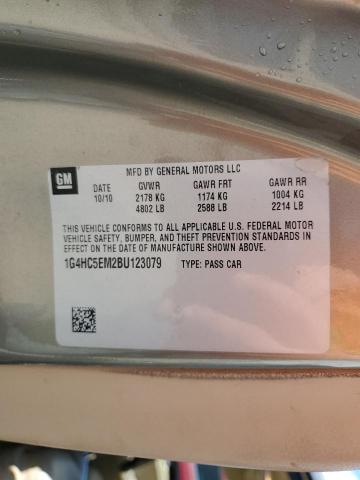 GM
MFD BY GENERAL MOTORS LLC
DATE GVWR GAWR FRT GAWR RR
10/10 2178 KG 1174 KG 1004 KG
4802 LB 2588 LB 2214 LB
THIS VEHICLE CONFORMS TO ALL APPLICABLE U.S. FEDERAL MOTOR
VEHICLE SAFETY, BUMPER, AND THEFT PREVENTION STANDARDS IN
EFFECT ON THE DATE OF MANUFACTURE SHOWN ABOVE.
1G4HC5EM2BU123079 TYPE: PASS CAR